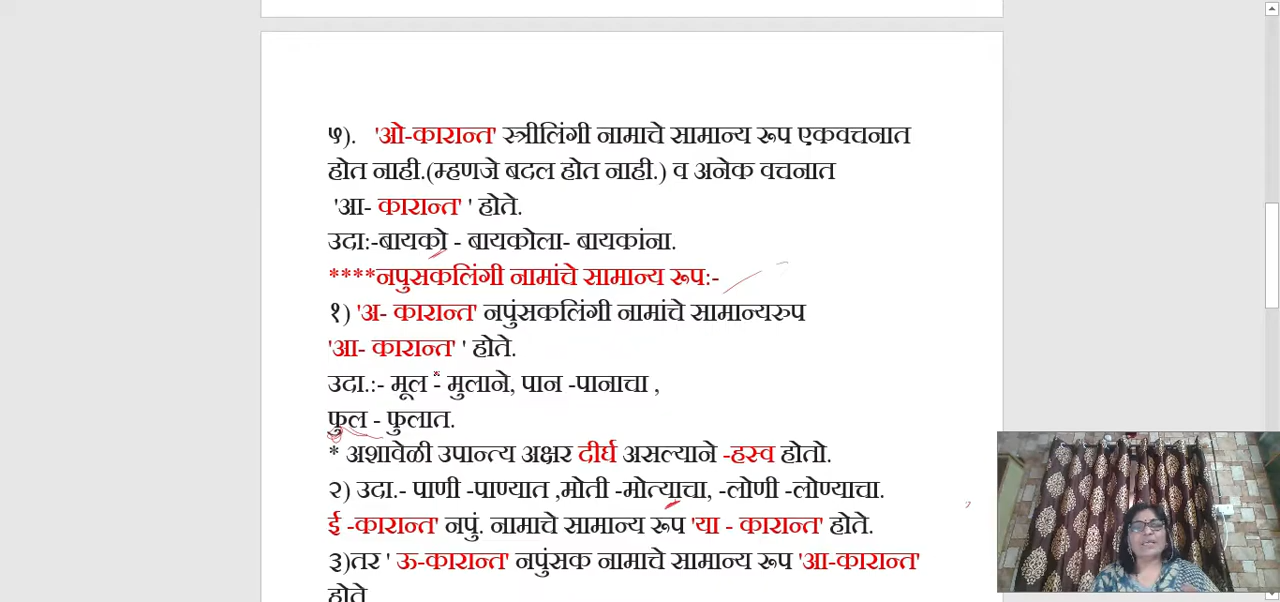 ५).   'ओ-कारान्त' स्त्रीलिंगी नामाचे सामान्य रूप एकवचनात
होत नाही.(म्हणजे बदल होत नाही.) व अनेक वचनात
'आ- कारान्त' ' होते.
उदा:-बायको - बायकोला- बायकांना.
****नपुसकलिंगी नामांचे सामान्य रूप:-
१) 'अ- कारान्त' नपुंसकलिंगी नामांचे सामान्यरुप
'आ- कारान्त' ' होते.
उदा.:- मूल - मुलाने, पान -पानाचा ,
फुल - फुलात.
* अशावेळी उपान्त्य अक्षर दीर्घ असल्याने -हस्व होतो.
२) उदा.- पाणी -पाण्यात ,मोती -मोत्याचा, -लोणी -लोण्याचा.
ई -कारान्त' नपुं. नामाचे सामान्य रूप 'या - कारान्त' होते.
३)तर ' ऊ-कारान्त' नपुंसक नामाचे सामान्य रूप 'आ-कारान्त'
होते